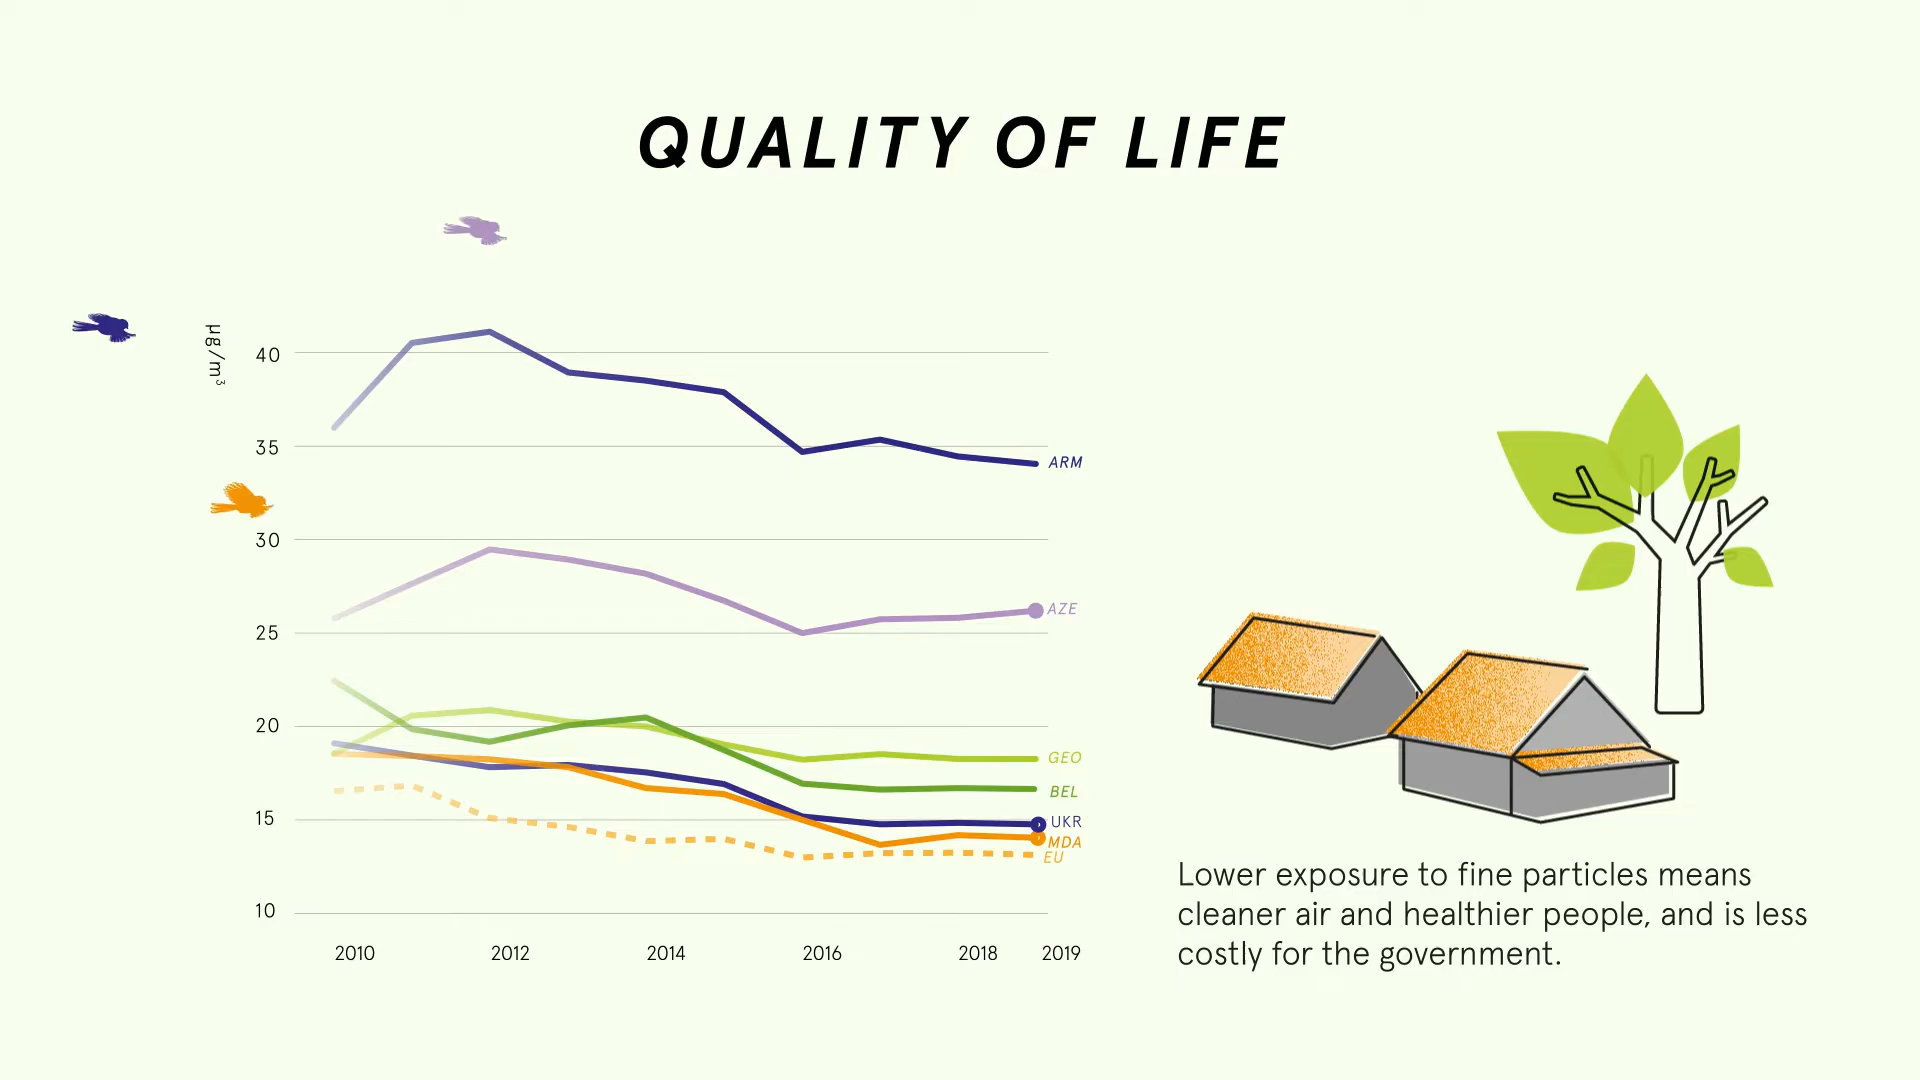 QUALITY OF LIFE
µg/m³
40
35
30
25
20
15
10
ARM
AZE
GEO
BEL
UKR
MDA
EU
2010 2012 2014 2016 2018 2019
Lower exposure to fine particles means
cleaner air and healthier people, and is less
costly for the government.